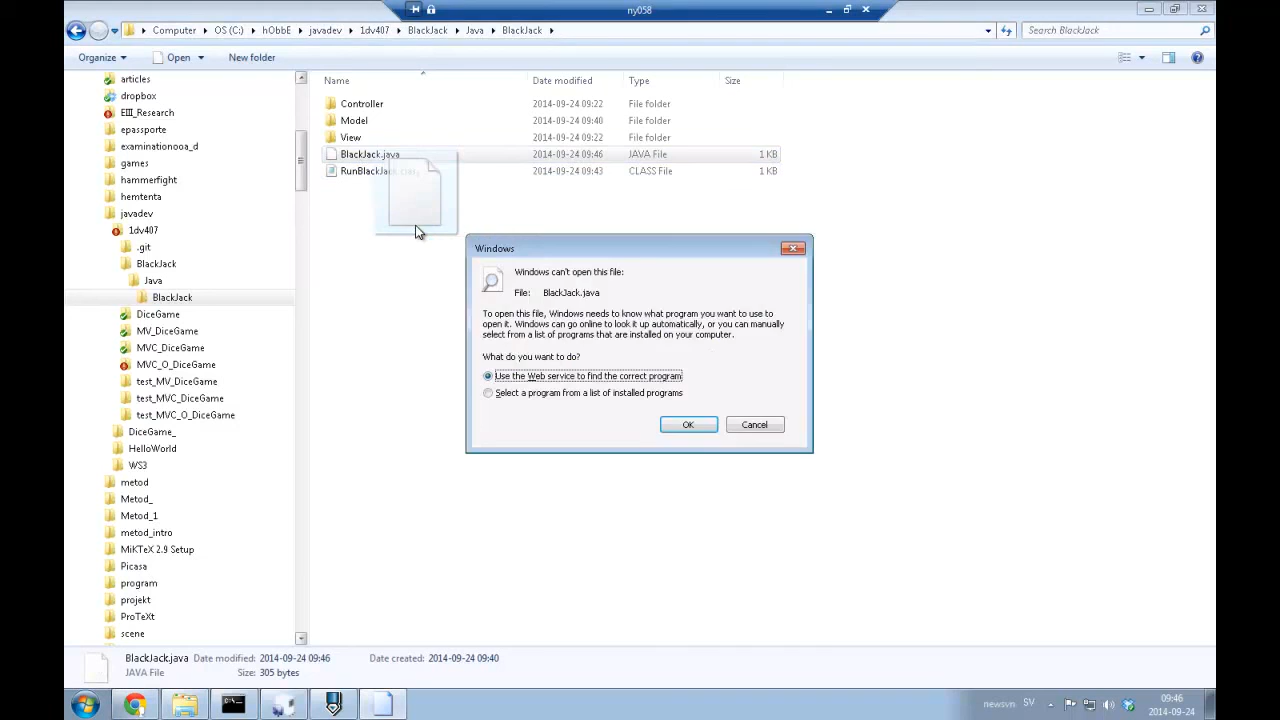 ny058
Computer OS (C:) hObbE javadev 1dv407 BlackJack Java BlackJack
Search BlackJack
Organize Open New folder
Name Date modified Type Size
articles
dropbox
EIII_Research
epassporte
examinationooa_d
games
hammerfight
hemtenta
javadev
1dv407
.git
BlackJack
Java
BlackJack
DiceGame
MV_DiceGame
MVC_DiceGame
MVC_O_DiceGame
test_MV_DiceGame
test_MVC_DiceGame
test_MVC_O_DiceGame
DiceGame_
HelloWorld
WS3
metod
Metod_
Metod_1
metod_intro
MiKTeX 2.9 Setup
Picasa
program
projekt
ProTeXt
scene
Controller 2014-09-24 09:22 File folder
Model 2014-09-24 09:40 File folder
View 2014-09-24 09:22 File folder
BlackJack.java 2014-09-24 09:46 JAVA File 1 KB
RunBlackJack.class 2014-09-24 09:43 CLASS File 1 KB
Windows
Windows can't open this file:
File: BlackJack.java
To open this file, Windows needs to know what program you want to use to
open it. Windows can go online to look it up automatically, or you can manually
select from a list of programs that are installed on your computer.
What do you want to do?
Use the Web service to find the correct program
Select a program from a list of installed programs
OK Cancel
BlackJack.java Date modified: 2014-09-24 09:46 Date created: 2014-09-24 09:40
JAVA File Size: 305 bytes
newsvn SV
09:46
2014-09-24